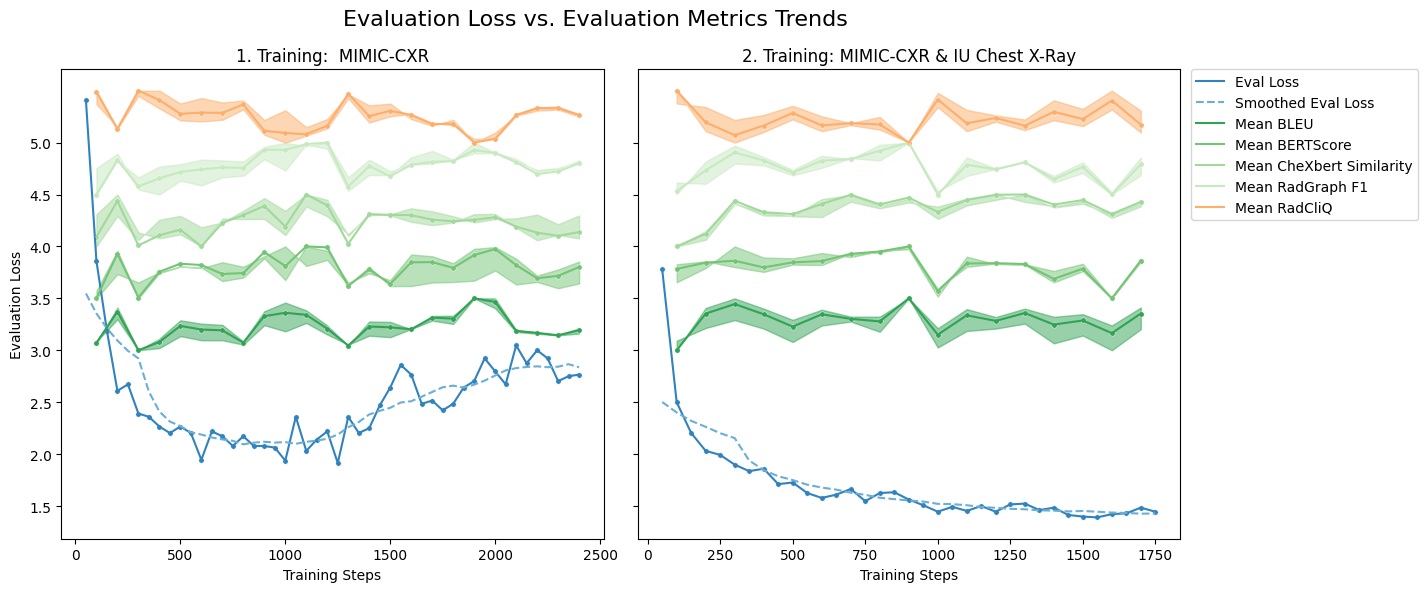 Evaluation Loss vs. Evaluation Metrics Trends
1. Training:  MIMIC-CXR
2. Training: MIMIC-CXR & IU Chest X-Ray
Eval Loss
Smoothed Eval Loss
Mean BLEU
Mean BERTScore
Mean CheXbert Similarity
Mean RadGraph F1
Mean RadCliQ
Evaluation Loss
5.0
4.5
4.0
3.5
3.0
2.5
2.0
1.5
0 500 1000 1500 2000 2500
Training Steps
0 250 500 750 1000 1250 1500 1750
Training Steps